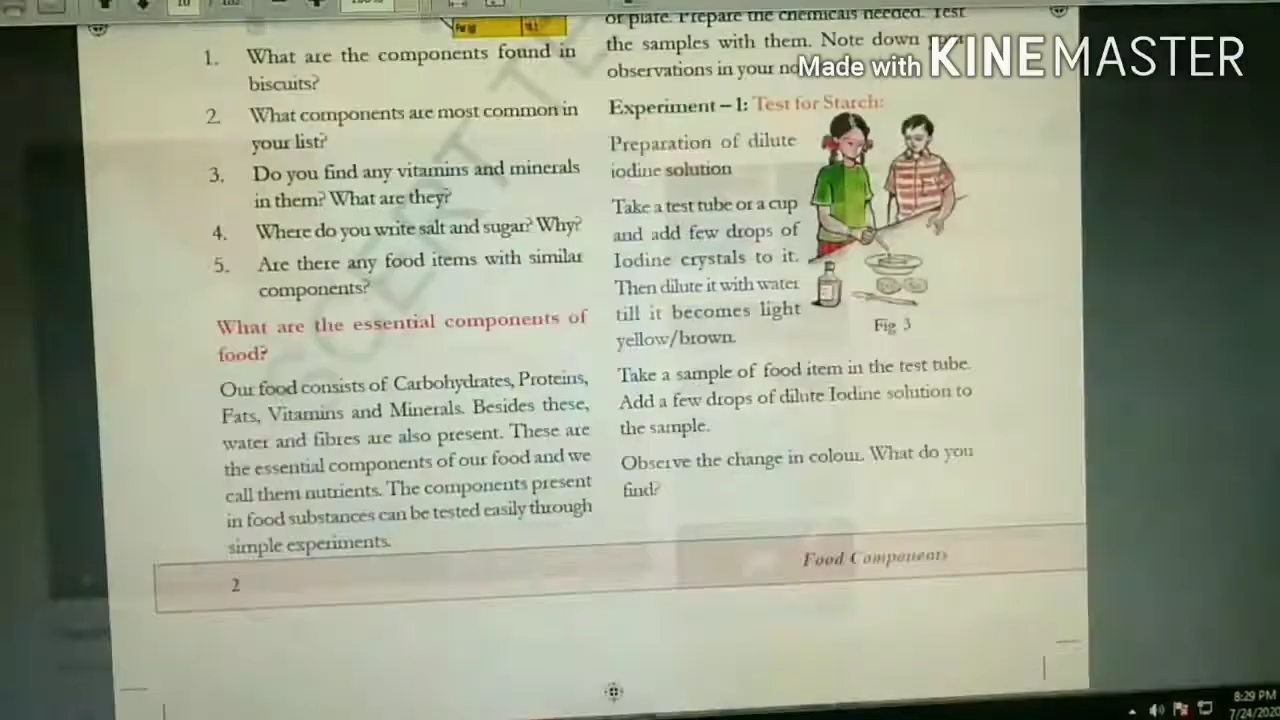 Made with KINEMASTER
1. What are the components found in
biscuits?
2. What components are most common in
your list?
3. Do you find any vitamins and minerals
in them? What are they?
4. Where do you write salt and sugar? Why?
5. Are there any food items with similar
components?
What are the essential components of
food?
Our food consists of Carbohydrates, Proteins,
Fats, Vitamins and Minerals. Besides these,
water and fibres are also present. These are
the essential components of our food and we
call them nutrients. The components present
in food substances can be tested easily through
simple experiments.
or plate. Prepare the chemicals needed. Test
the samples with them. Note down
observations in your
Experiment – 1: Test for Starch:
Preparation of dilute
iodine solution
Take a test tube or a cup
and add few drops of
Iodine crystals to it.
Then dilute it with water
till it becomes light
yellow/brown.
Fig 3
Take a sample of food item in the test tube.
Add a few drops of dilute Iodine solution to
the sample.
Observe the change in colour. What do you
find?
2
Food Components
8:29 PM